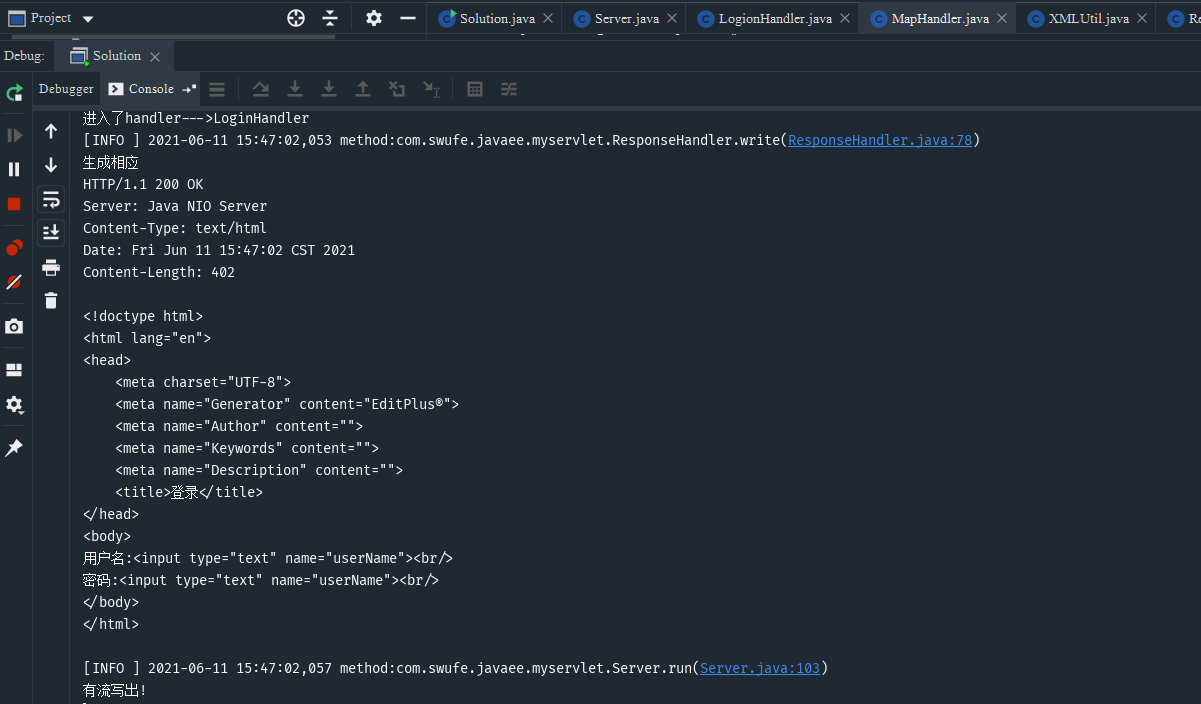 Project
Solution.java
Server.java
LogionHandler.java
MapHandler.java
XMLUtil.java
Debug:
Solution
Debugger
Console
进入了handler--->LoginHandler
[INFO ] 2021-06-11 15:47:02,053 method:com.swufe.javaee.myservlet.ResponseHandler.write(ResponseHandler.java:78)
生成相应
HTTP/1.1 200 OK
Server: Java NIO Server
Content-Type: text/html
Date: Fri Jun 11 15:47:02 CST 2021
Content-Length: 402
<!doctype html>
<html lang="en">
<head>
<meta charset="UTF-8">
<meta name="Generator" content="EditPlus®">
<meta name="Author" content="">
<meta name="Keywords" content="">
<meta name="Description" content="">
<title>登录</title>
</head>
<body>
用户名:<input type="text" name="userName"><br/>
密码:<input type="text" name="userName"><br/>
</body>
</html>
[INFO ] 2021-06-11 15:47:02,057 method:com.swufe.javaee.myservlet.Server.run(Server.java:103)
有流写出!